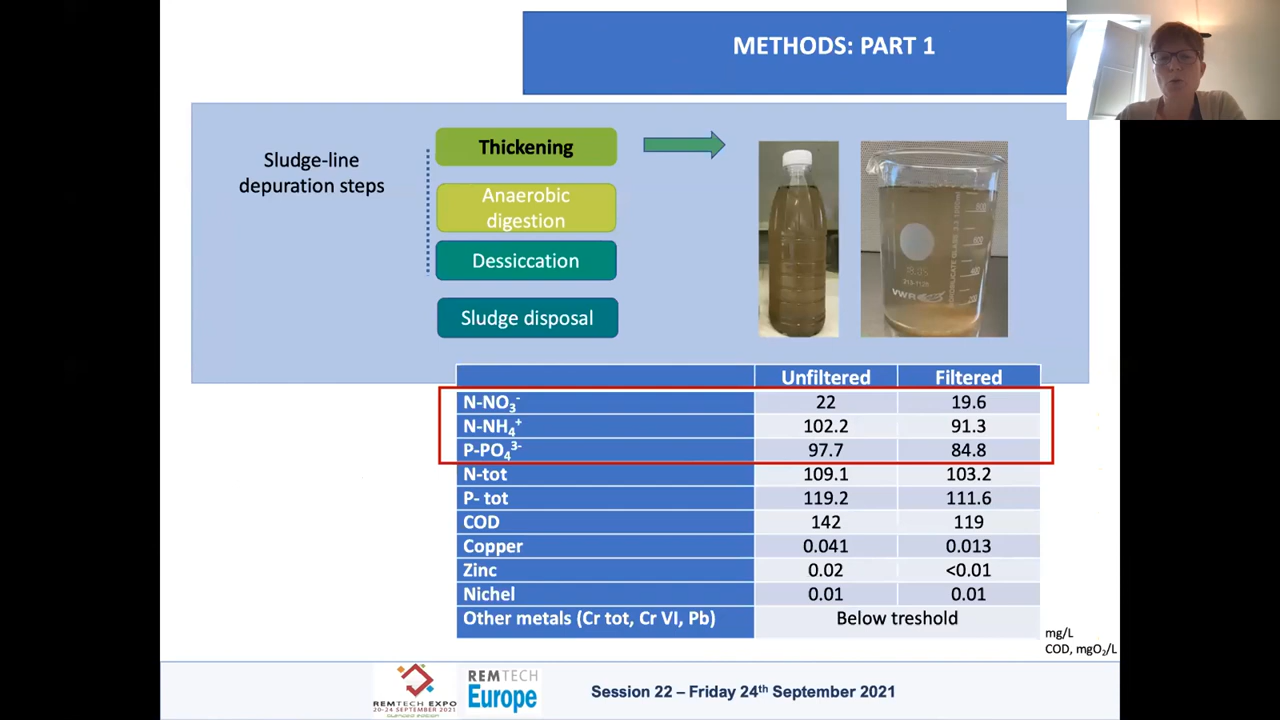 METHODS: PART 1
Sludge-line
depuration steps
Thickening
Anaerobic
digestion
Dessiccation
Sludge disposal
VWR
Unfiltered Filtered
N-NO₃⁻ 22 19.6
N-NH₄⁺ 102.2 91.3
P-PO₄³⁻ 97.7 84.8
N-tot 109.1 103.2
P- tot 119.2 111.6
COD 142 119
Copper 0.041 0.013
Zinc 0.02 <0.01
Nichel 0.01 0.01
Other metals (Cr tot, Cr VI, Pb) Below treshold
mg/L
COD, mgO₂/L
REMTECH EXPO
20-24 SEPTEMBER 2021
REMTECH
Europe
Session 22 – Friday 24ᵗʰ September 2021